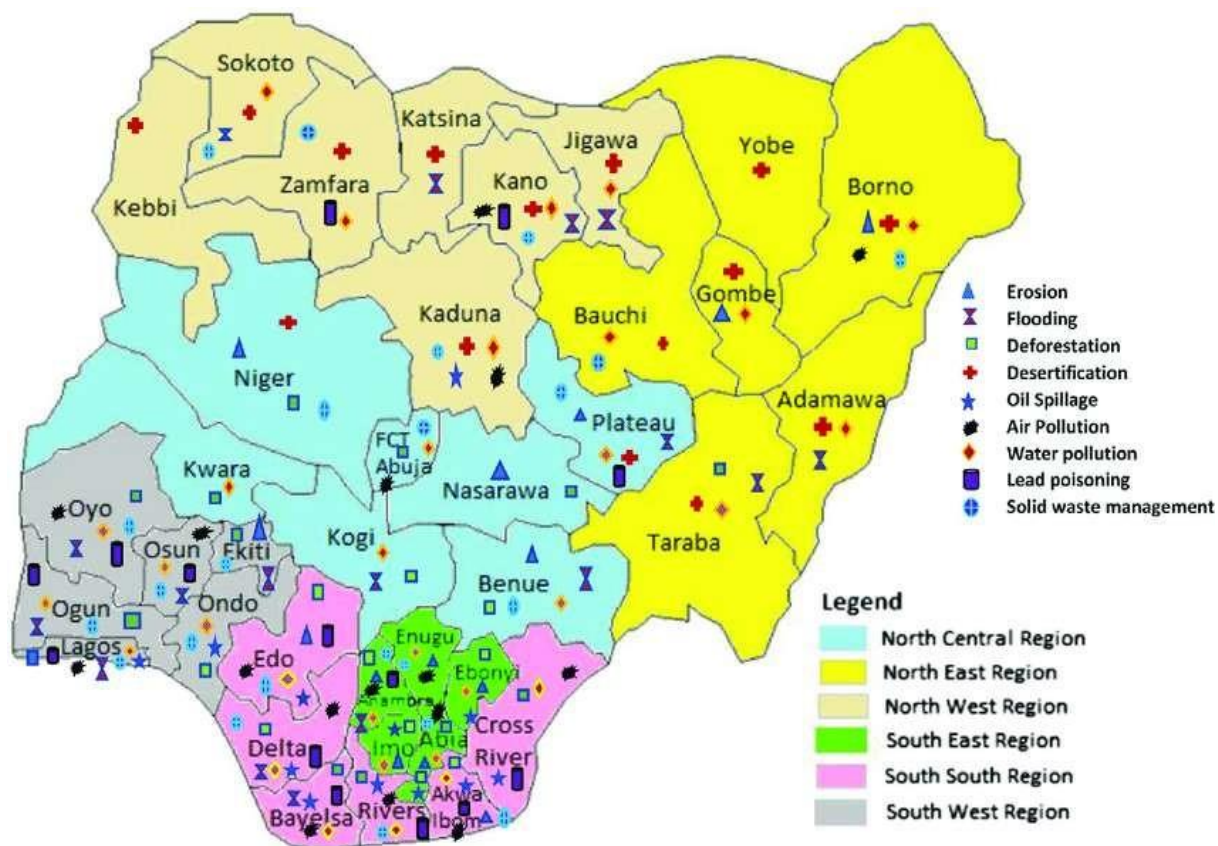 Sokoto
Katsina
Jigawa
Yobe
Kano
Borno
Zamfara
Kebbi
Gombe
Kaduna
Bauchi
Niger
Adamawa
Plateau
FCT
Abuja
Kwara
Nasarawa
Oyo
Taraba
Osun
Ekiti
Kogi
Benue
Ogun
Ondo
Lagos
Enugu
Edo
Ebonyi
Anambra
Cross
River
Delta
Imo
Abia
Bayelsa
Rivers
Akwa
Ibom
Erosion
Flooding
Deforestation
Desertification
Oil Spillage
Air Pollution
Water pollution
Lead poisoning
Solid waste management
Legend
North Central Region
North East Region
North West Region
South East Region
South South Region
South West Region